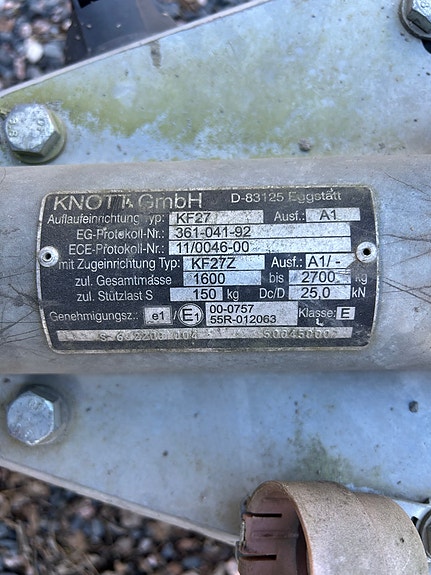 KNOTT GmbH D-83125 Eggstätt
Auflaufeinrichtung Typ: KF27 Ausf.: A1
EG-Protokoll-Nr.: 361-041-92
ECE-Protokoll-Nr.: 11/0046-00
mit Zugeinrichtung Typ: KF27Z Ausf.: A1/-
zul. Gesamtmasse 1600 bis 2700 kg
zul. Stützlast S 150 kg Dc/D 25,0 kN
Genehmigungsz.: e1 / E1 00-0757 Klasse: E
55R-012063